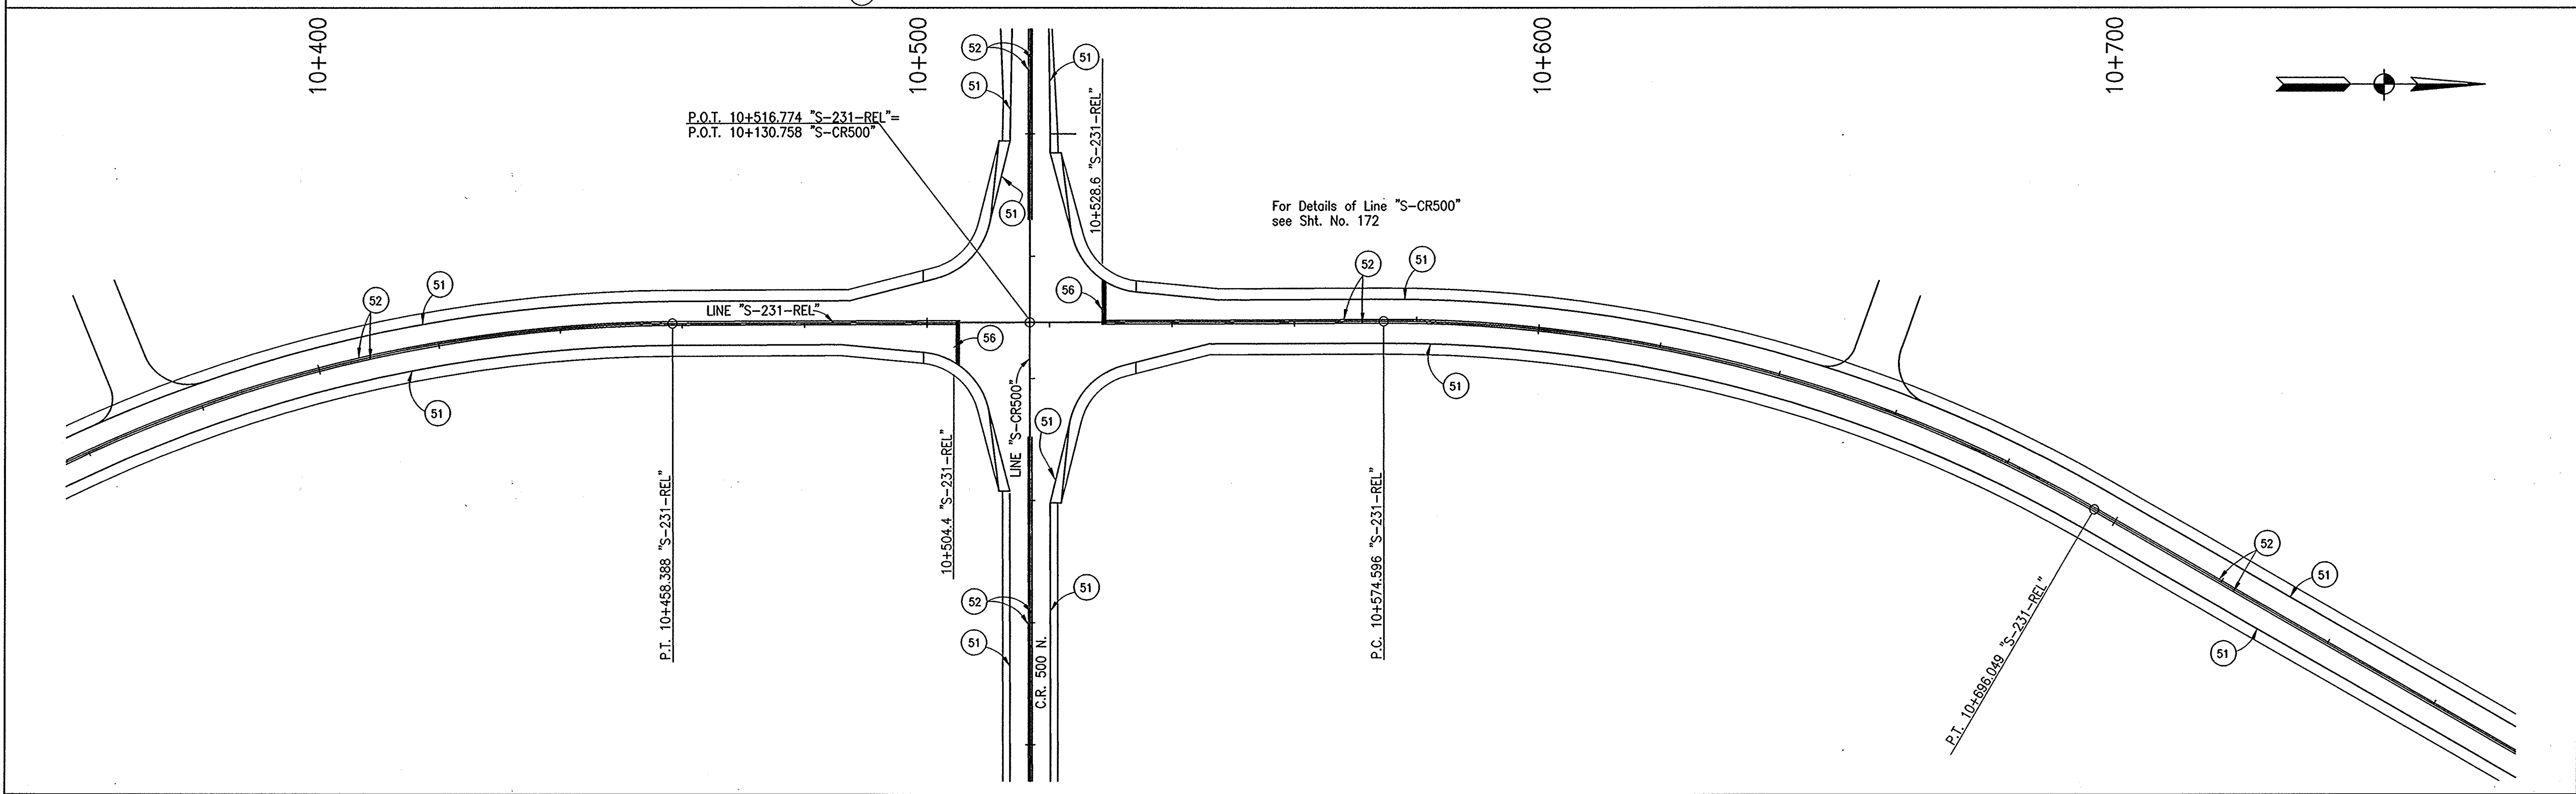 10+400
10+500
10+600
10+700
52
51
51
P.O.T. 10+516.774 "S-231-REL"=
P.O.T. 10+130.758 "S-CR500"
10+528.6 "S-231-REL"
51
For Details of Line "S-CR500"
see Sht. No. 172
52
51
52
51
56
LINE "S-231-REL"
56
51
51
51
LINE "S-CR500"
P.T. 10+458.388 "S-231-REL"
10+504.4 "S-231-REL"
P.C. 10+574.596 "S-231-REL"
52
51
52
51
51
51
C.R. 500 N.
P.T. 10+696.049 "S-231-REL"